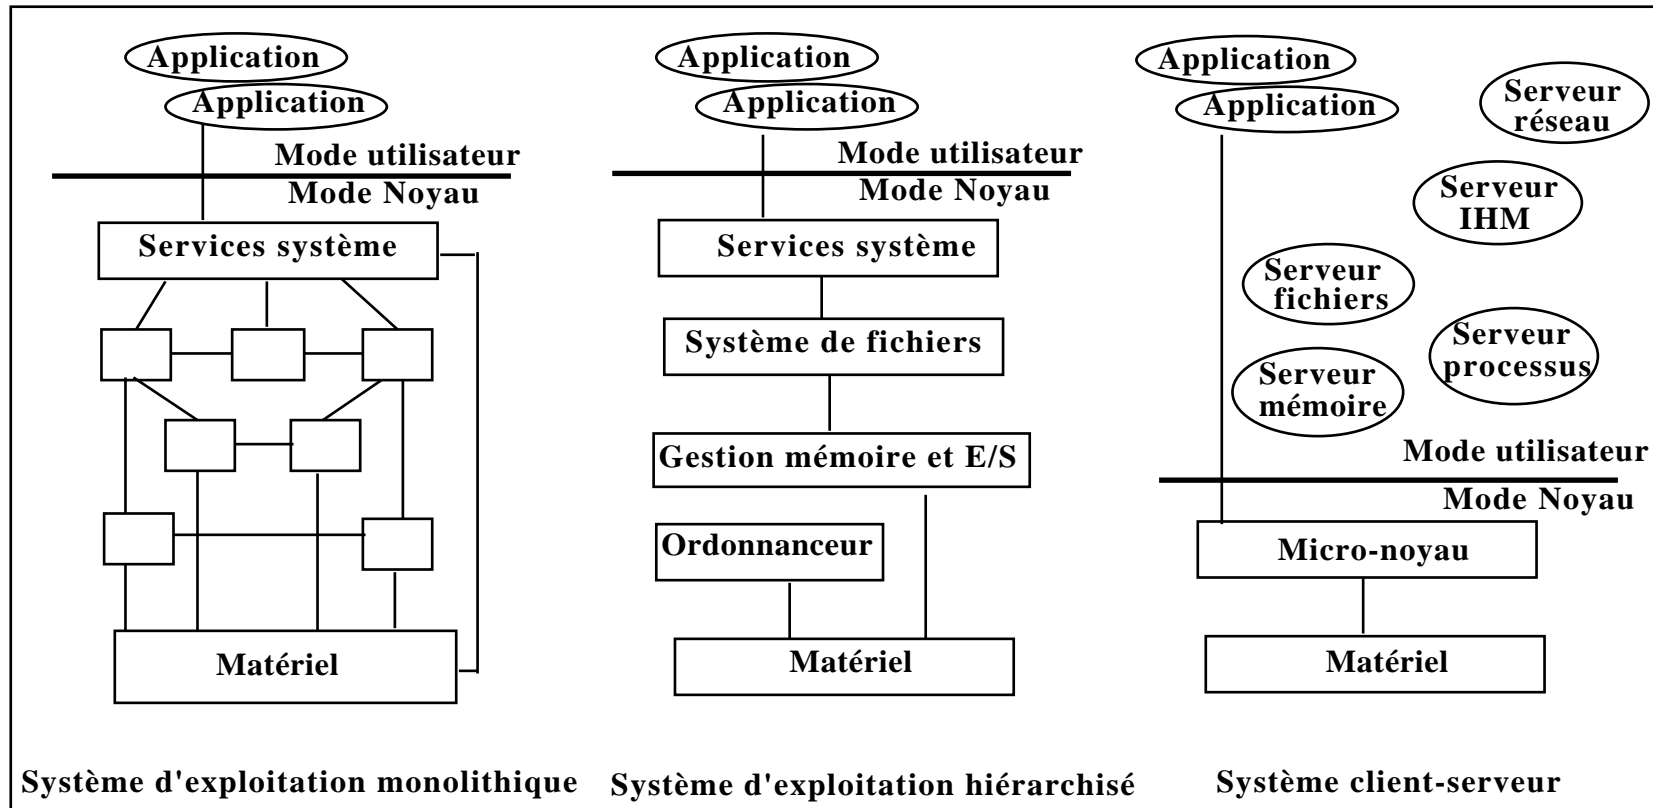 Application
Application
Mode utilisateur
Mode Noyau
Services système
Matériel
Système d'exploitation monolithique
Application
Application
Mode utilisateur
Mode Noyau
Services système
Système de fichiers
Gestion mémoire et E/S
Ordonnanceur
Matériel
Système d'exploitation hiérarchisé
Application
Application
Serveur
réseau
Serveur
IHM
Serveur
fichiers
Serveur
processus
Serveur
mémoire
Mode utilisateur
Mode Noyau
Micro-noyau
Matériel
Système client-serveur